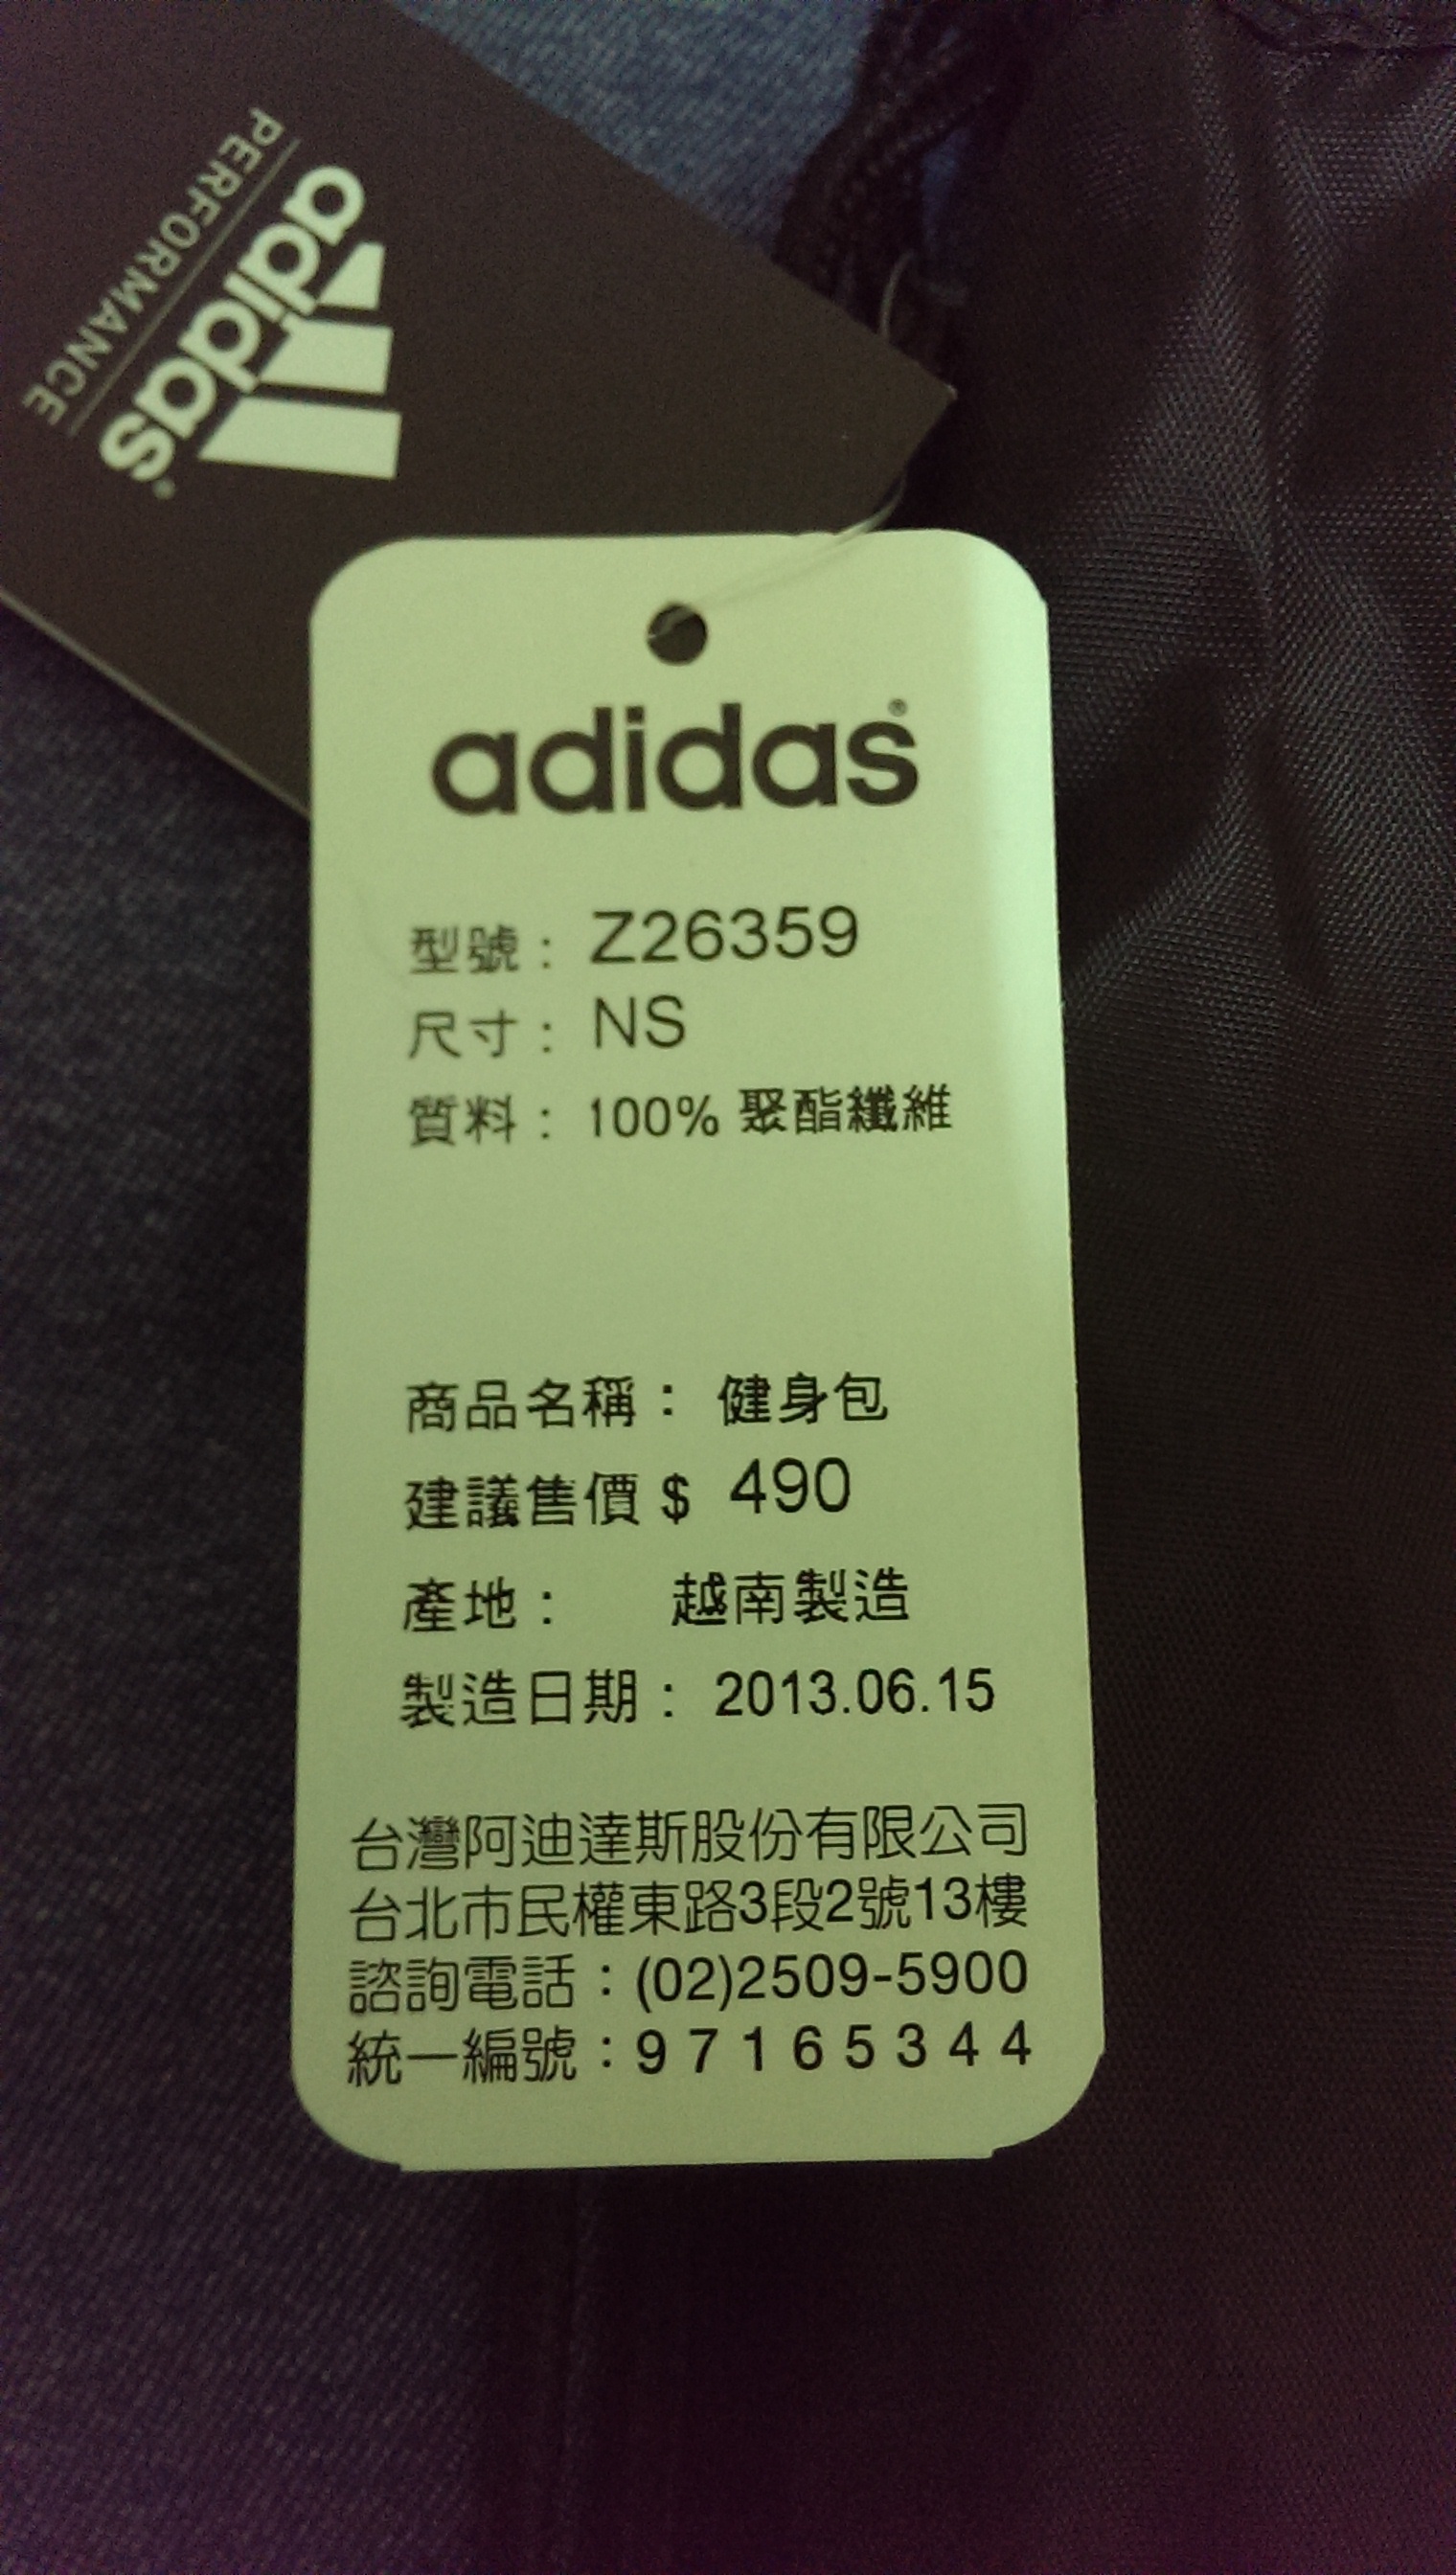 adidas
PERFORMANCE
adidas®
型號： Z26359
尺寸： NS
質料： 100% 聚酯纖維
商品名稱： 健身包
建議售價 $ 490
產地： 越南製造
製造日期： 2013.06.15
台灣阿迪達斯股份有限公司
台北市民權東路3段2號13樓
諮詢電話：(02)2509-5900
統一編號：97165344